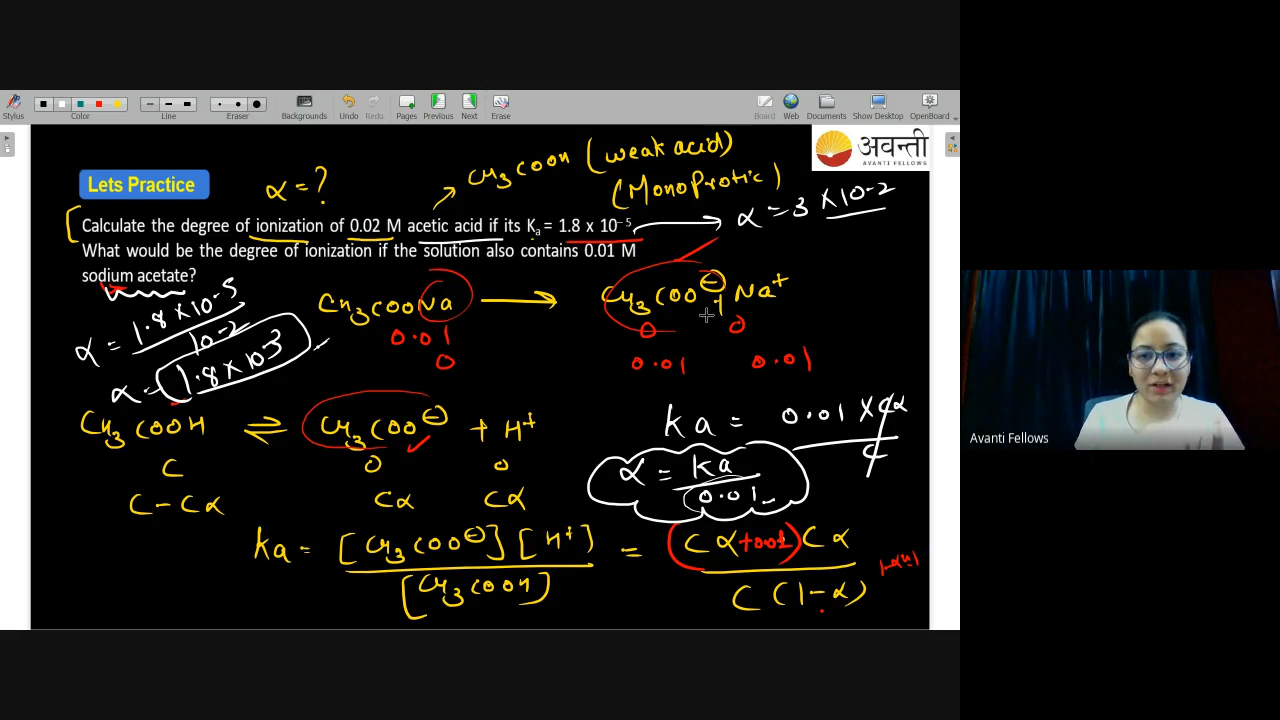 Stylus
Color
Line
Eraser
Backgrounds
Undo
Redo
Pages
Previous
Next
Erase
Board
Web
Documents
Show Desktop
OpenBoard
अवन्ती
AVANTI FELLOWS
Lets Practice
α = ?
CH3COOH (weak acid)
(MonoProtic)
Calculate the degree of ionization of 0.02 M acetic acid if its Ka = 1.8 x 10⁻⁵
α = 3 × 10-2
What would be the degree of ionization if the solution also contains 0.01 M
sodium acetate?
CH3COONa ⟶ CH3COO⊖ + Na+
0.01 0 0
0 0.01 0.01
α = 1.8 × 10-5 / 10-2
α = 1.8 × 103
CH3COOH ⇌ CH3COO⊖ + H+
C 0 0
C-Cα Cα Cα
Ka = 0.01 × Cα / C
α = Ka / 0.01
Ka = [CH3COO⊖][H+] / [CH3COOH] = (Cα+0.01)Cα / C(1-α)
1-α≈1
Avanti Fellows